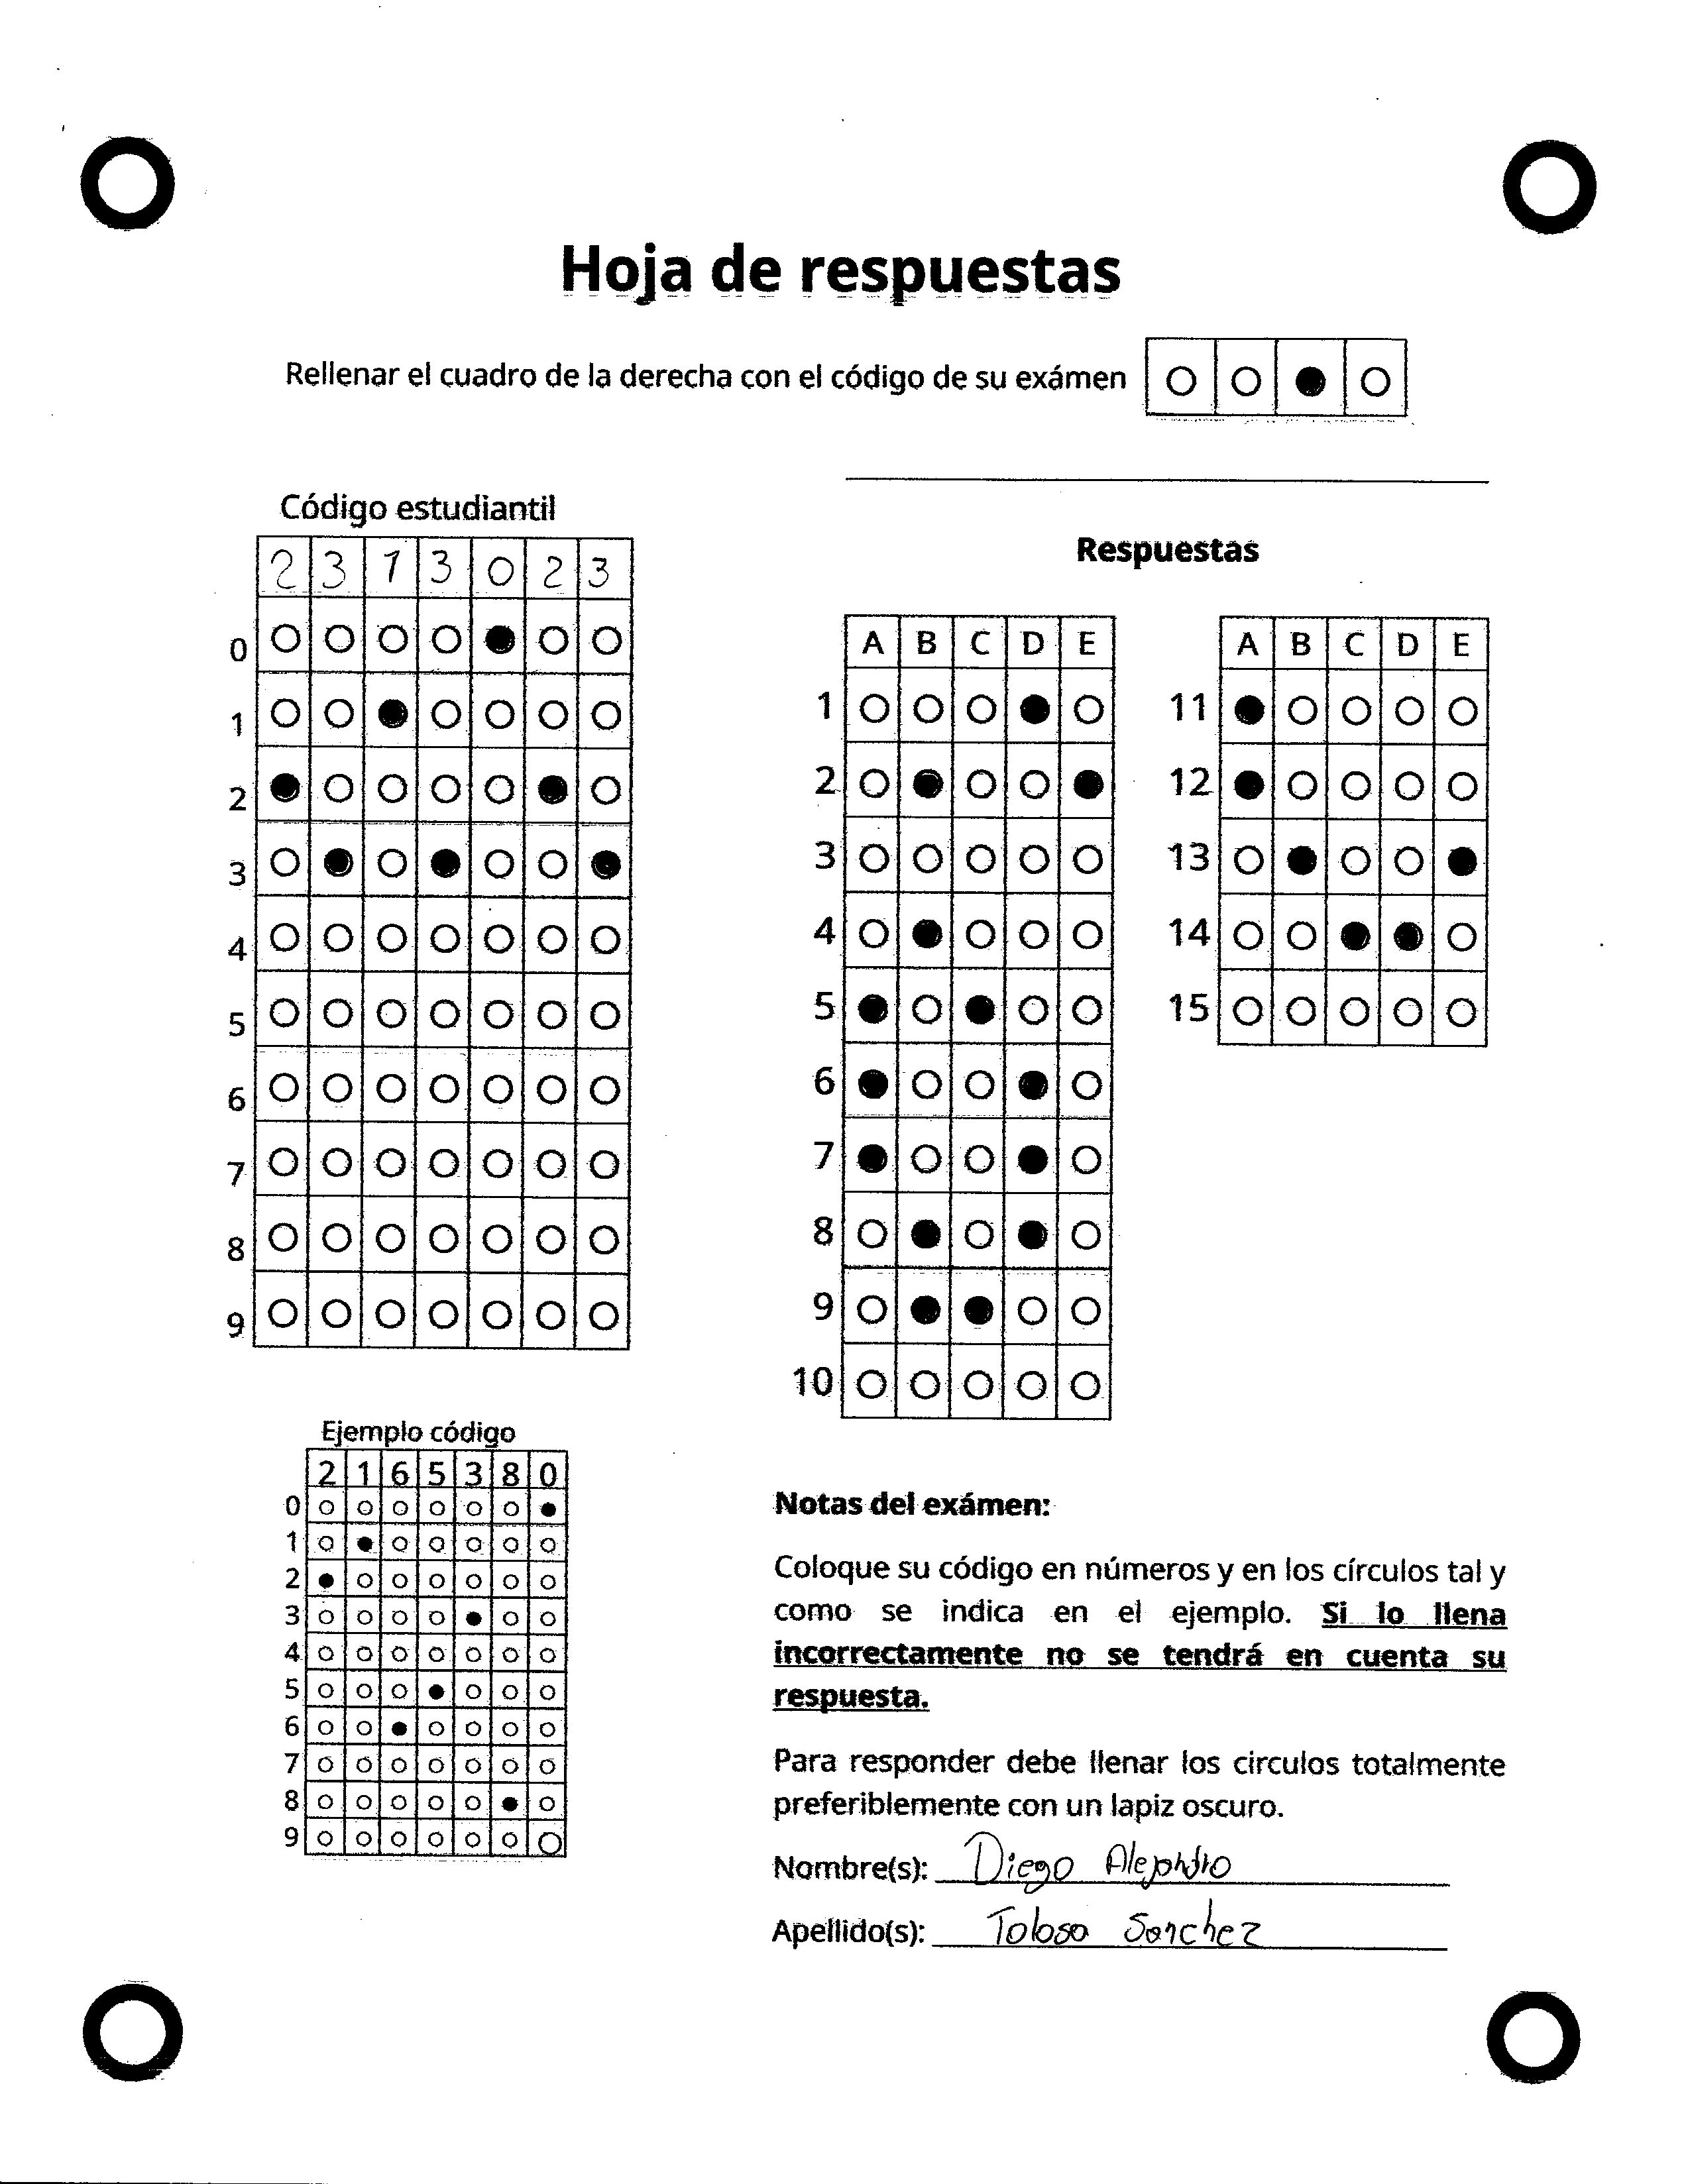 Hoja de respuestas
Rellenar el cuadro de la derecha con el código de su exámen
Código estudiantil
2 3 1 3 0 2 3
0
1
2
3
4
5
6
7
8
9
Respuestas
A B C D E
1
2
3
4
5
6
7
8
9
10
A B C D E
11
12
13
14
15
Ejemplo código
2 1 6 5 3 8 0
0
1
2
3
4
5
6
7
8
9
Notas del exámen:
Coloque su código en números y en los círculos tal y
como se indica en el ejemplo. Si lo llena
incorrectamente no se tendrá en cuenta su
respuesta.
Para responder debe llenar los circulos totalmente
preferiblemente con un lapiz oscuro.
Nombre(s): Diego Alejandro
Apellido(s): Tolosa Sanchez